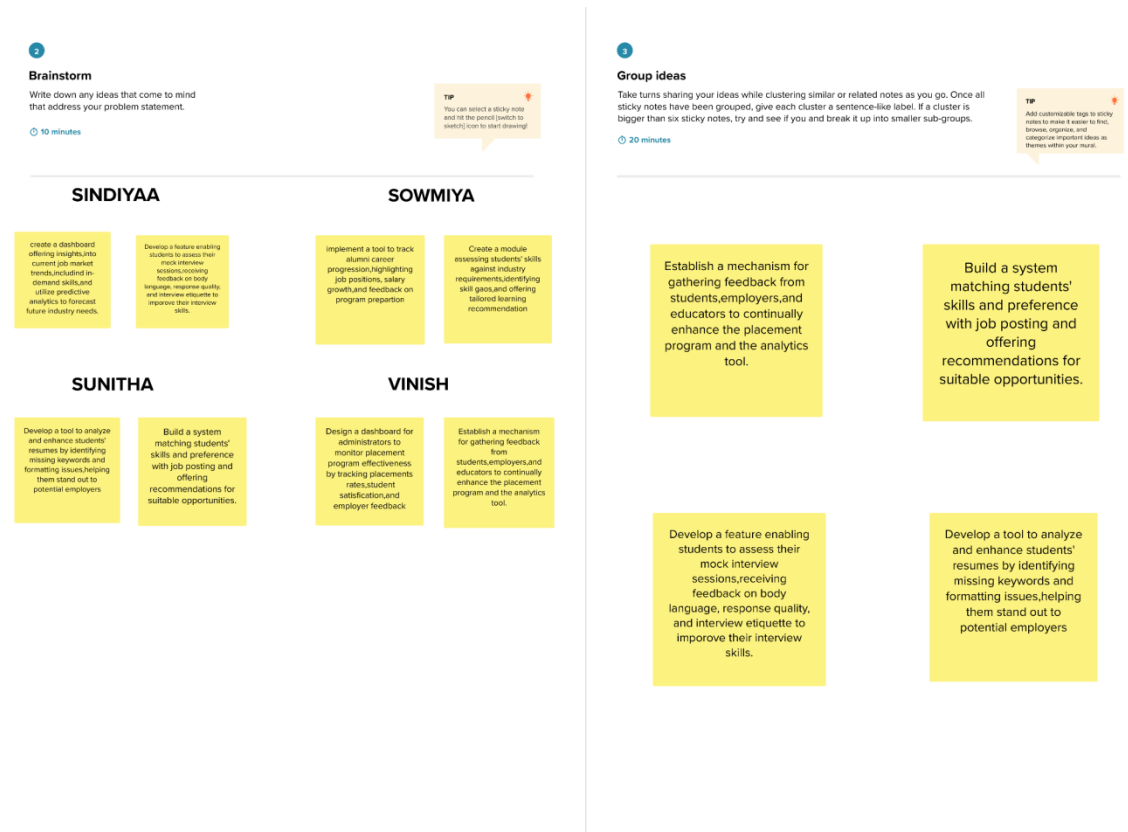 2
Brainstorm
Write down any ideas that come to mind
that address your problem statement.
10 minutes
TIP
You can select a sticky note
and hit the pencil [switch to
sketch] icon to start drawing!
SINDIYAA
create a dashboard
offering insights,into
current job market
trends,includind in-
demand skills,and
utilize predictive
analytics to forecast
future industry needs.
Develop a feature enabling
students to assess their
mock interview
sessions,receiving
feedback on body
language, response quality,
and interview etiquette to
imporove their interview
skills.
SOWMIYA
implement a tool to track
alumni career
progression,highlighting
job positions, salary
growth,and feedback on
program prepartion
Create a module
assessing students' skills
against industry
requirements,identifying
skill gaos,and offering
tailored learning
recommendation
SUNITHA
Develop a tool to analyze
and enhance students'
resumes by identifying
missing keywords and
formatting issues,helping
them stand out to
potential employers
Build a system
matching students'
skills and preference
with job posting and
offering
recommendations for
suitable opportunities.
VINISH
Design a dashboard for
administrators to
monitor placement
program effectiveness
by tracking placements
rates,student
satisfication,and
employer feedback
Establish a mechanism
for gathering feedback
from
students,employers,and
educators to continually
enhance the placement
program and the analytics
tool.
3
Group ideas
Take turns sharing your ideas while clustering similar or related notes as you go. Once all
sticky notes have been grouped, give each cluster a sentence-like label. If a cluster is
bigger than six sticky notes, try and see if you and break it up into smaller sub-groups.
20 minutes
TIP
Add customizable tags to sticky
notes to make it easier to find,
browse, organize, and
categorize important ideas as
themes within your mural.
Establish a mechanism for
gathering feedback from
students,employers,and
educators to continually
enhance the placement
program and the analytics
tool.
Build a system
matching students'
skills and preference
with job posting and
offering
recommendations for
suitable opportunities.
Develop a feature enabling
students to assess their
mock interview
sessions,receiving
feedback on body
language, response quality,
and interview etiquette to
imporove their interview
skills.
Develop a tool to analyze
and enhance students'
resumes by identifying
missing keywords and
formatting issues,helping
them stand out to
potential employers